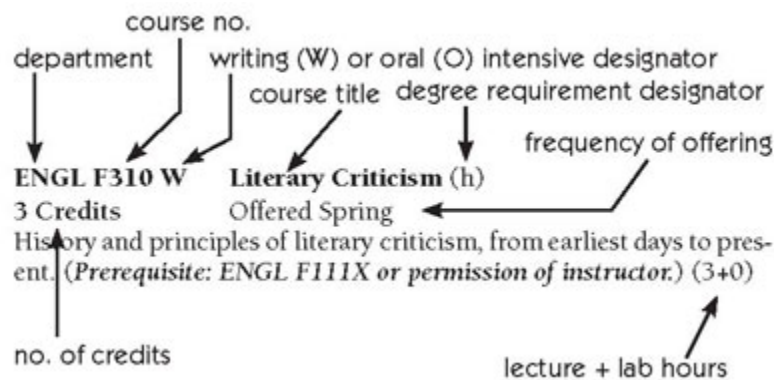 course no.
department writing (W) or oral (O) intensive designator
course title degree requirement designator
frequency of offering
ENGL F310 W Literary Criticism (h)
3 Credits Offered Spring
History and principles of literary criticism, from earliest days to pres-
ent. (Prerequisite: ENGL F111X or permission of instructor.) (3+0)
no. of credits
lecture + lab hours